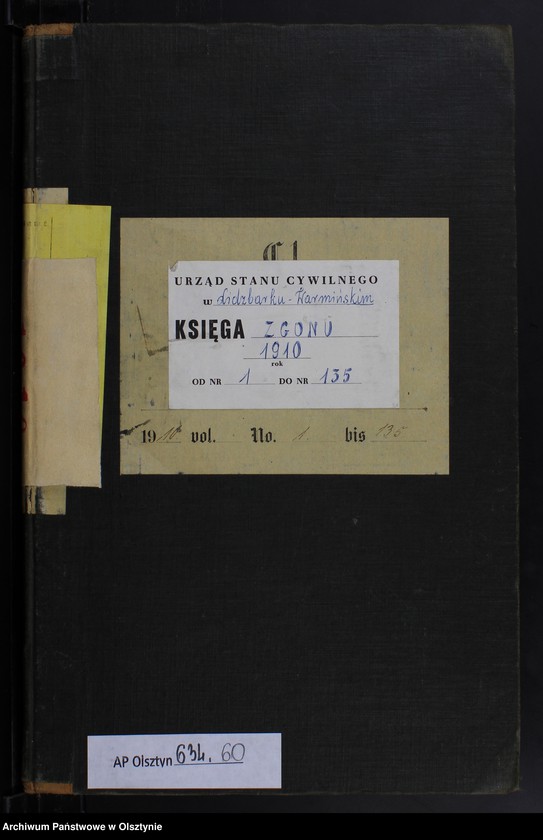 URZĄD STANU CYWILNEGO
w Lidzbarku-Warmińskim
KSIĘGA ZGONU
1910
rok
OD NR 1 DO NR 135
1910 vol. No. 1 bis 135
AP Olsztyn 634. 60
Archiwum Państwowe w Olsztynie